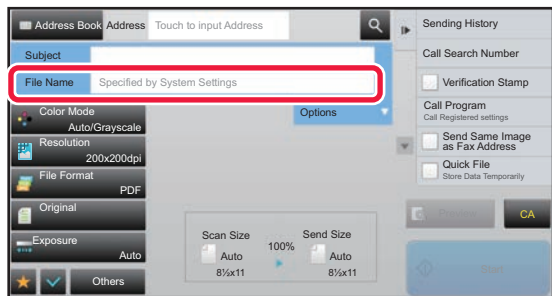 Address Book Address Touch to input Address
Subject
File Name Specified by System Settings
Color Mode
Auto/Grayscale
Resolution
200x200dpi
File Format
PDF
Original
Exposure
Auto
Others
Options
Scan Size
Auto
8½x11
100%
Send Size
Auto
8½x11
Sending History
Call Search Number
Verification Stamp
Call Program
Call Registered settings
Send Same Image
as Fax Address
Quick File
Store Data Temporarily
Preview
CA
Start